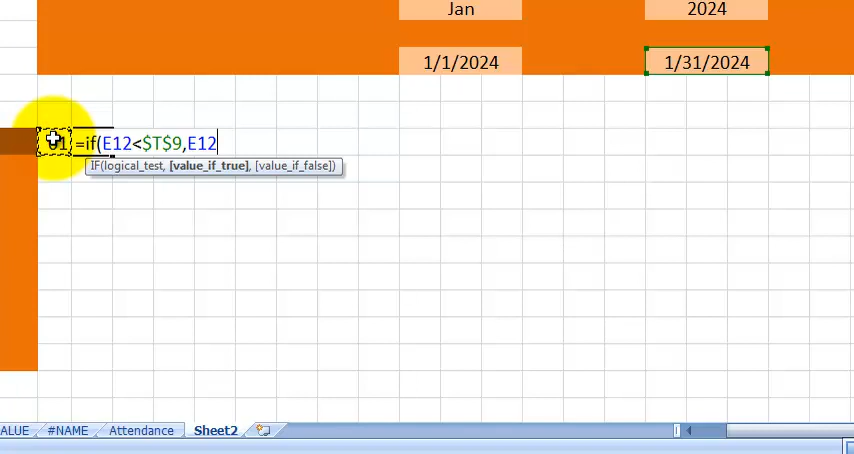 Jan 2024
1/1/2024 1/31/2024
01 =if(E12<$T$9,E12
IF(logical_test, [value_if_true], [value_if_false])
ALUE #NAME Attendance Sheet2